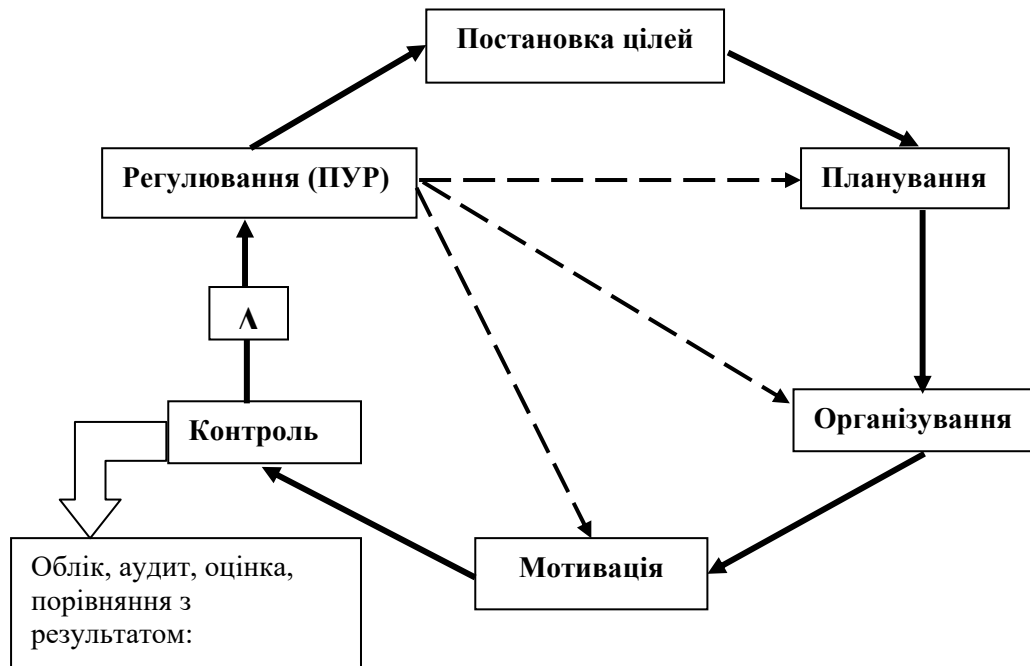 Постановка цілей
Регулювання (ПУР)
Планування
Λ
Контроль
Організування
Мотивація
Облік, аудит, оцінка,
порівняння з
результатом: